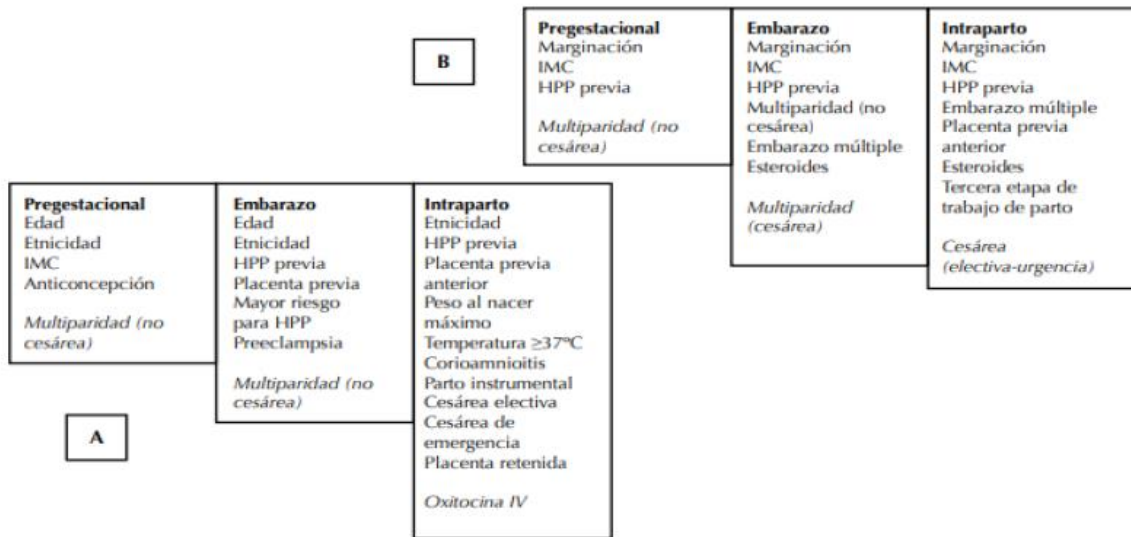 B
Pregestacional
Marginación
IMC
HPP previa
Multiparidad (no
cesárea)
Embarazo
Marginación
IMC
HPP previa
Multiparidad (no
cesárea)
Embarazo múltiple
Esteroides
Multiparidad
(cesárea)
Intraparto
Marginación
IMC
HPP previa
Embarazo múltiple
Placenta previa
anterior
Esteroides
Tercera etapa de
trabajo de parto
Cesárea
(electiva-urgencia)
Pregestacional
Edad
Etnicidad
IMC
Anticoncepción
Multiparidad (no
cesárea)
Embarazo
Edad
Etnicidad
HPP previa
Placenta previa
Mayor riesgo
para HPP
Preeclampsia
Multiparidad (no
cesárea)
Intraparto
Etnicidad
HPP previa
Placenta previa
anterior
Peso al nacer
máximo
Temperatura ≥37ºC
Corioamnioitis
Parto instrumental
Cesárea electiva
Cesárea de
emergencia
Placenta retenida
Oxitocina IV
A